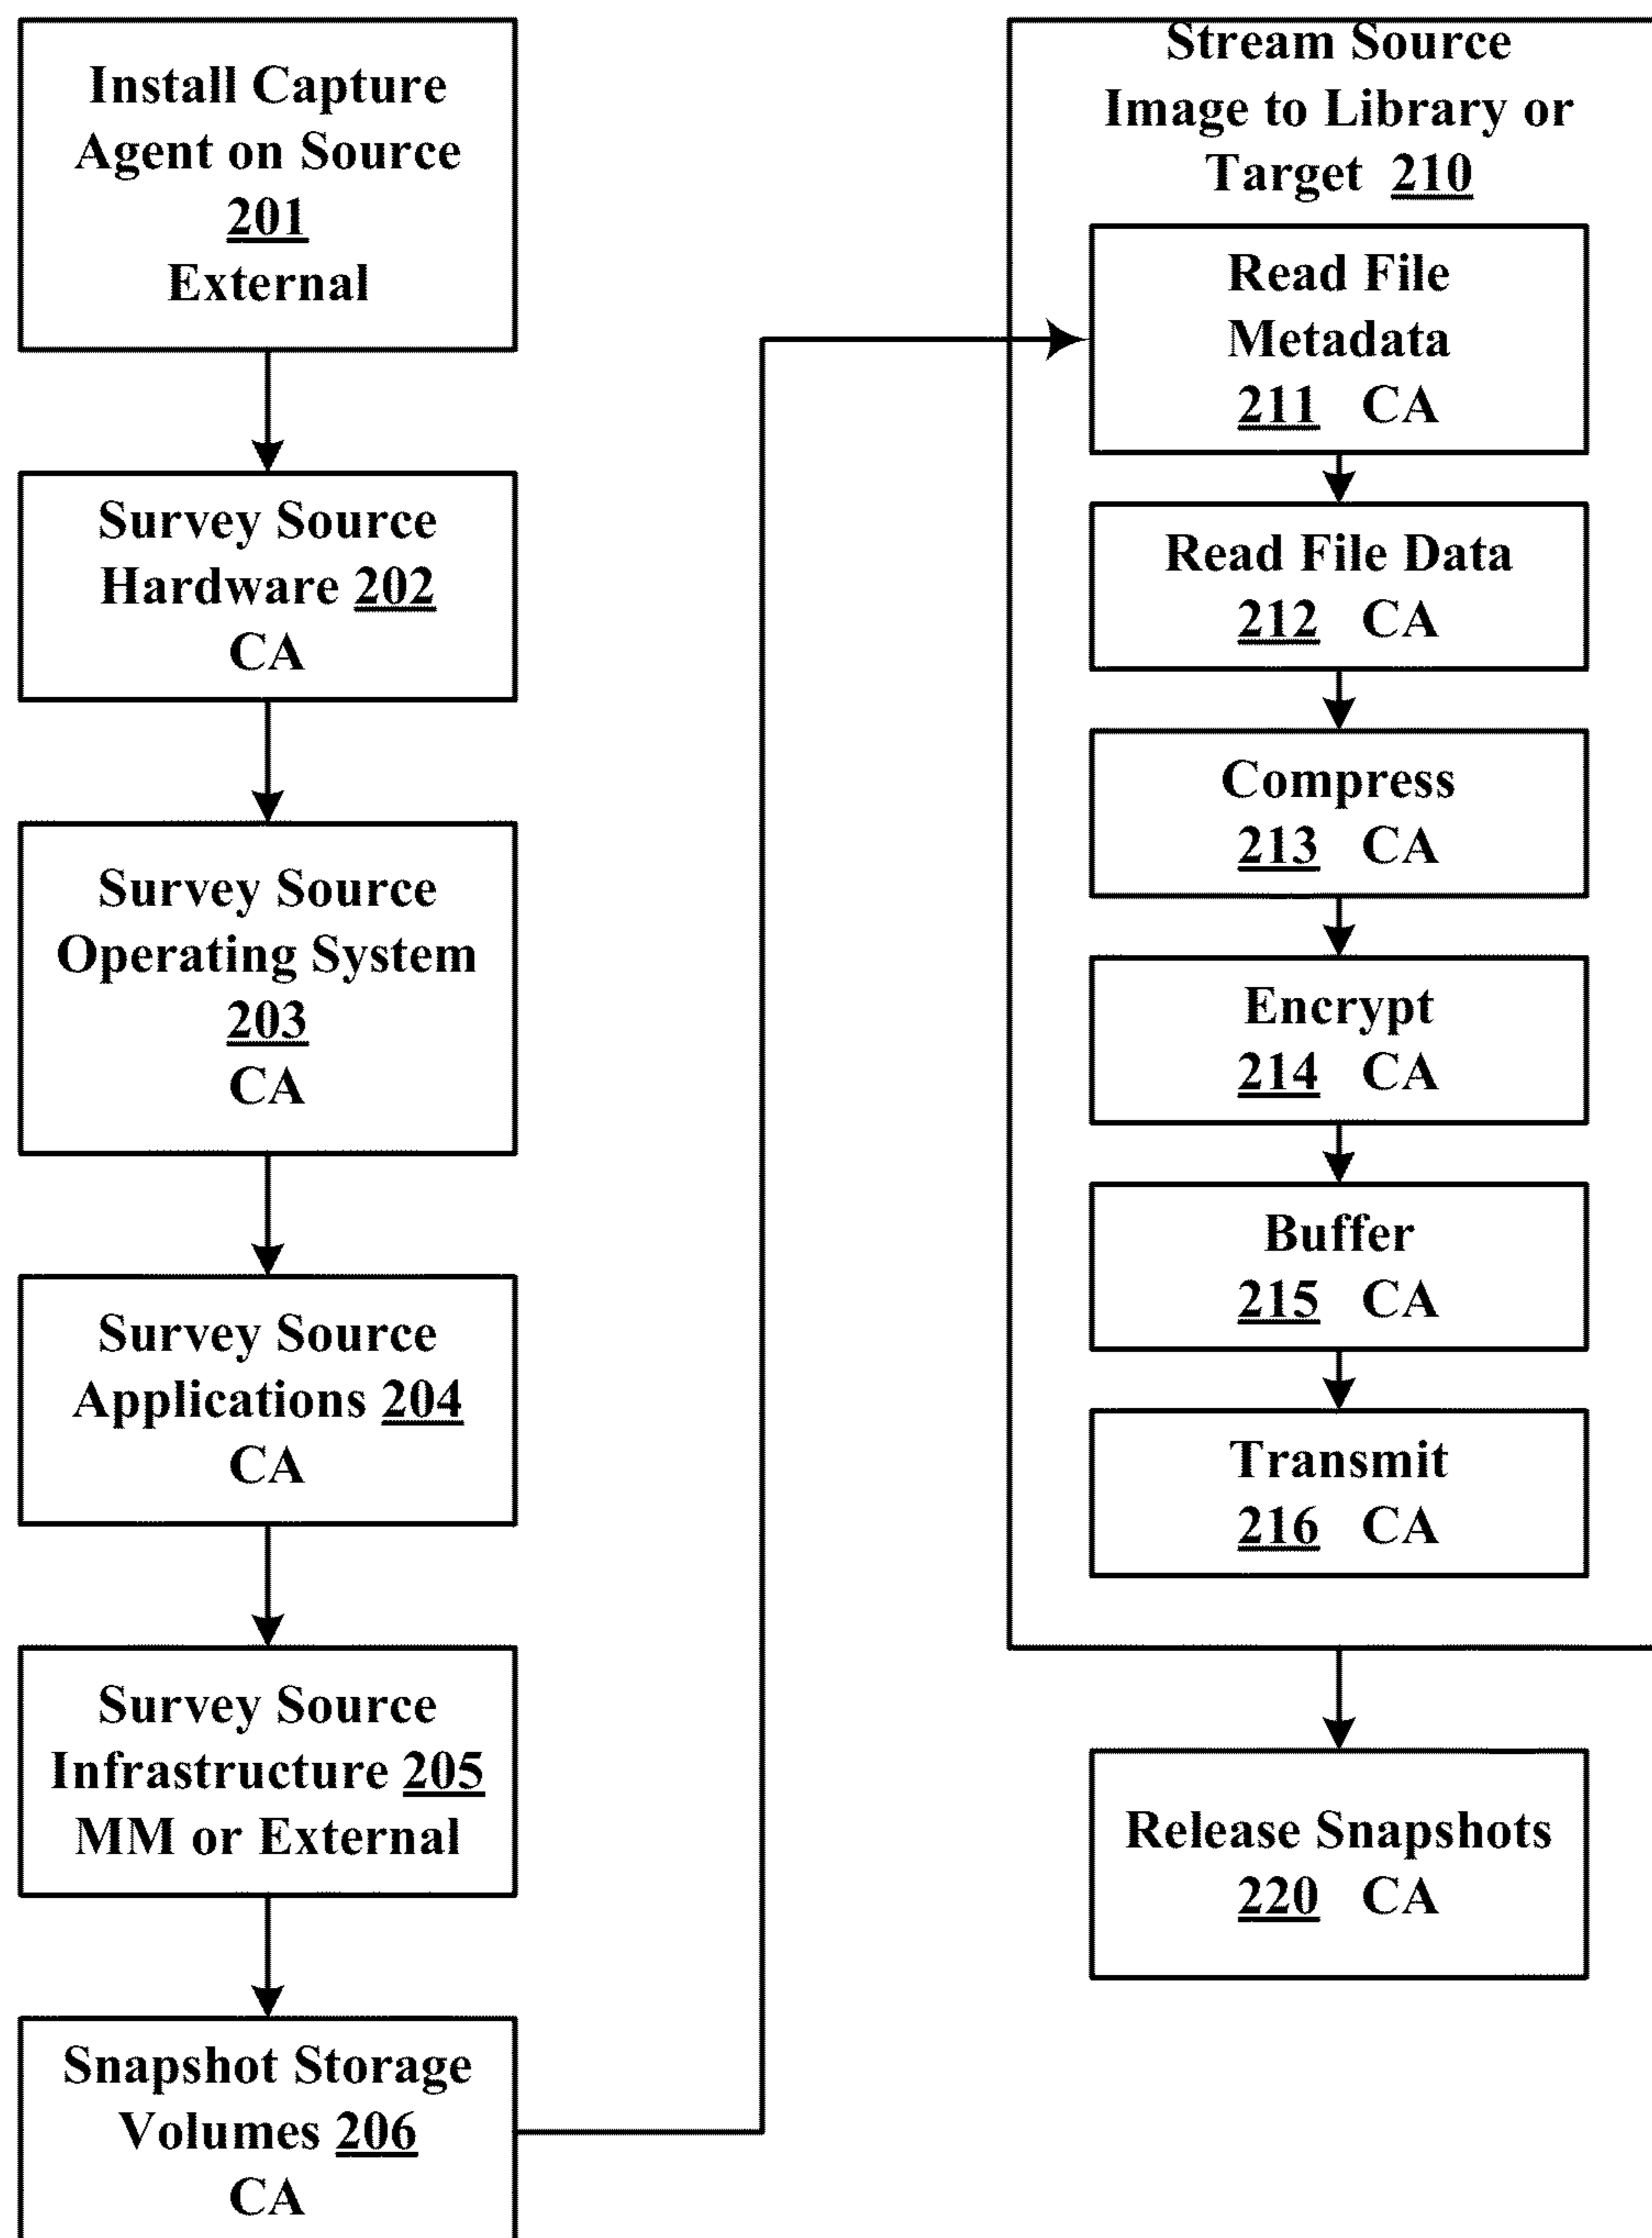 Install Capture
Agent on Source
201
External
Survey Source
Hardware 202
CA
Survey Source
Operating System
203
CA
Survey Source
Applications 204
CA
Survey Source
Infrastructure 205
MM or External
Snapshot Storage
Volumes 206
CA
Stream Source
Image to Library or
Target 210
Read File
Metadata
211 CA
Read File Data
212 CA
Compress
213 CA
Encrypt
214 CA
Buffer
215 CA
Transmit
216 CA
Release Snapshots
220 CA